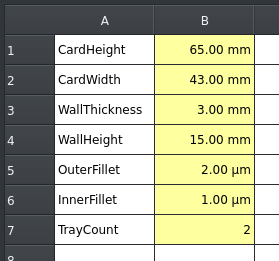 A B
1 CardHeight 65.00 mm
2 CardWidth 43.00 mm
3 WallThickness 3.00 mm
4 WallHeight 15.00 mm
5 OuterFillet 2.00 µm
6 InnerFillet 1.00 µm
7 TrayCount 2
8